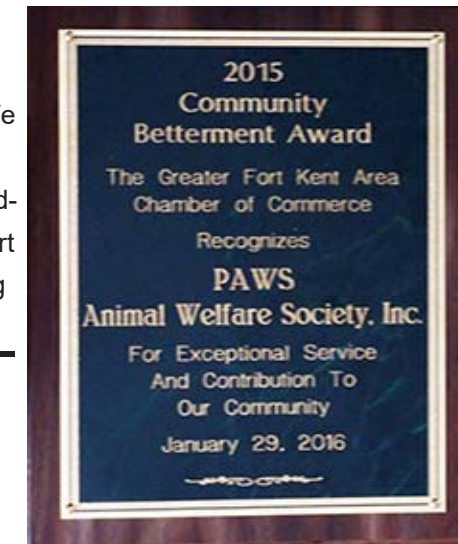 2015
Community
Betterment Award
The Greater Fort Kent Area
Chamber of Commerce
Recognizes
PAWS
Animal Welfare Society, Inc.
For Exceptional Service
And Contribution To
Our Community
January 29, 2016